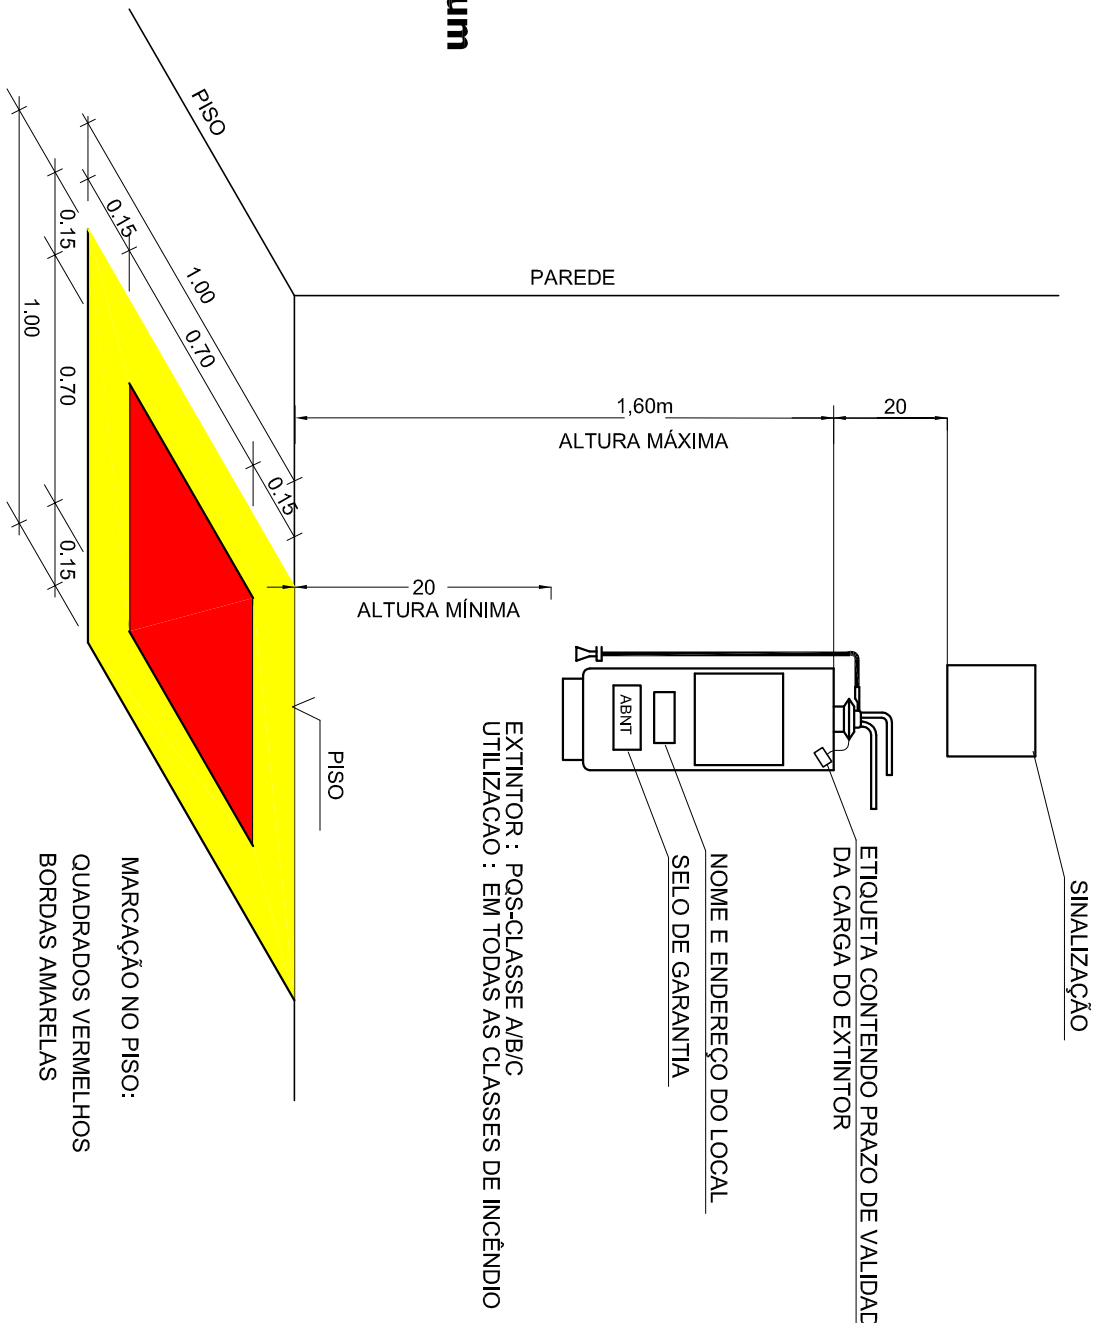 um
PISO
PAREDE
SINALIZAÇÃO
20
1,60m
ALTURA MÁXIMA
ETIQUETA CONTENDO PRAZO DE VALIDAD
DA CARGA DO EXTINTOR
NOME E ENDEREÇO DO LOCAL
SELO DE GARANTIA
ABNT
20
ALTURA MÍNIMA
EXTINTOR : PQS-CLASSE A/B/C
UTILIZACAO : EM TODAS AS CLASSES DE INCÊNDIO
PISO
0.15
1.00
0.70
0.15
0.15
0.70
0.15
1.00
MARCAÇÃO NO PISO:
QUADRADOS VERMELHOS
BORDAS AMARELAS